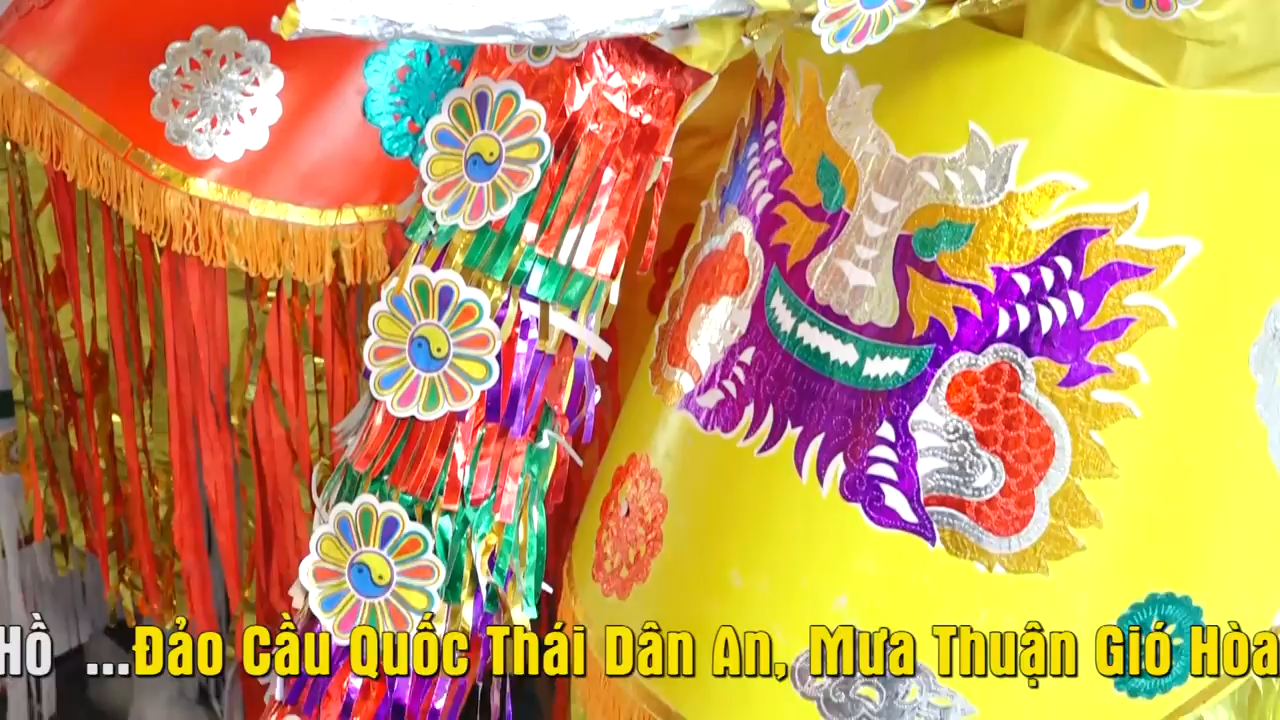 Hồ ...Đảo Cầu Quốc Thái Dân An, Mưa Thuận Gió Hòa